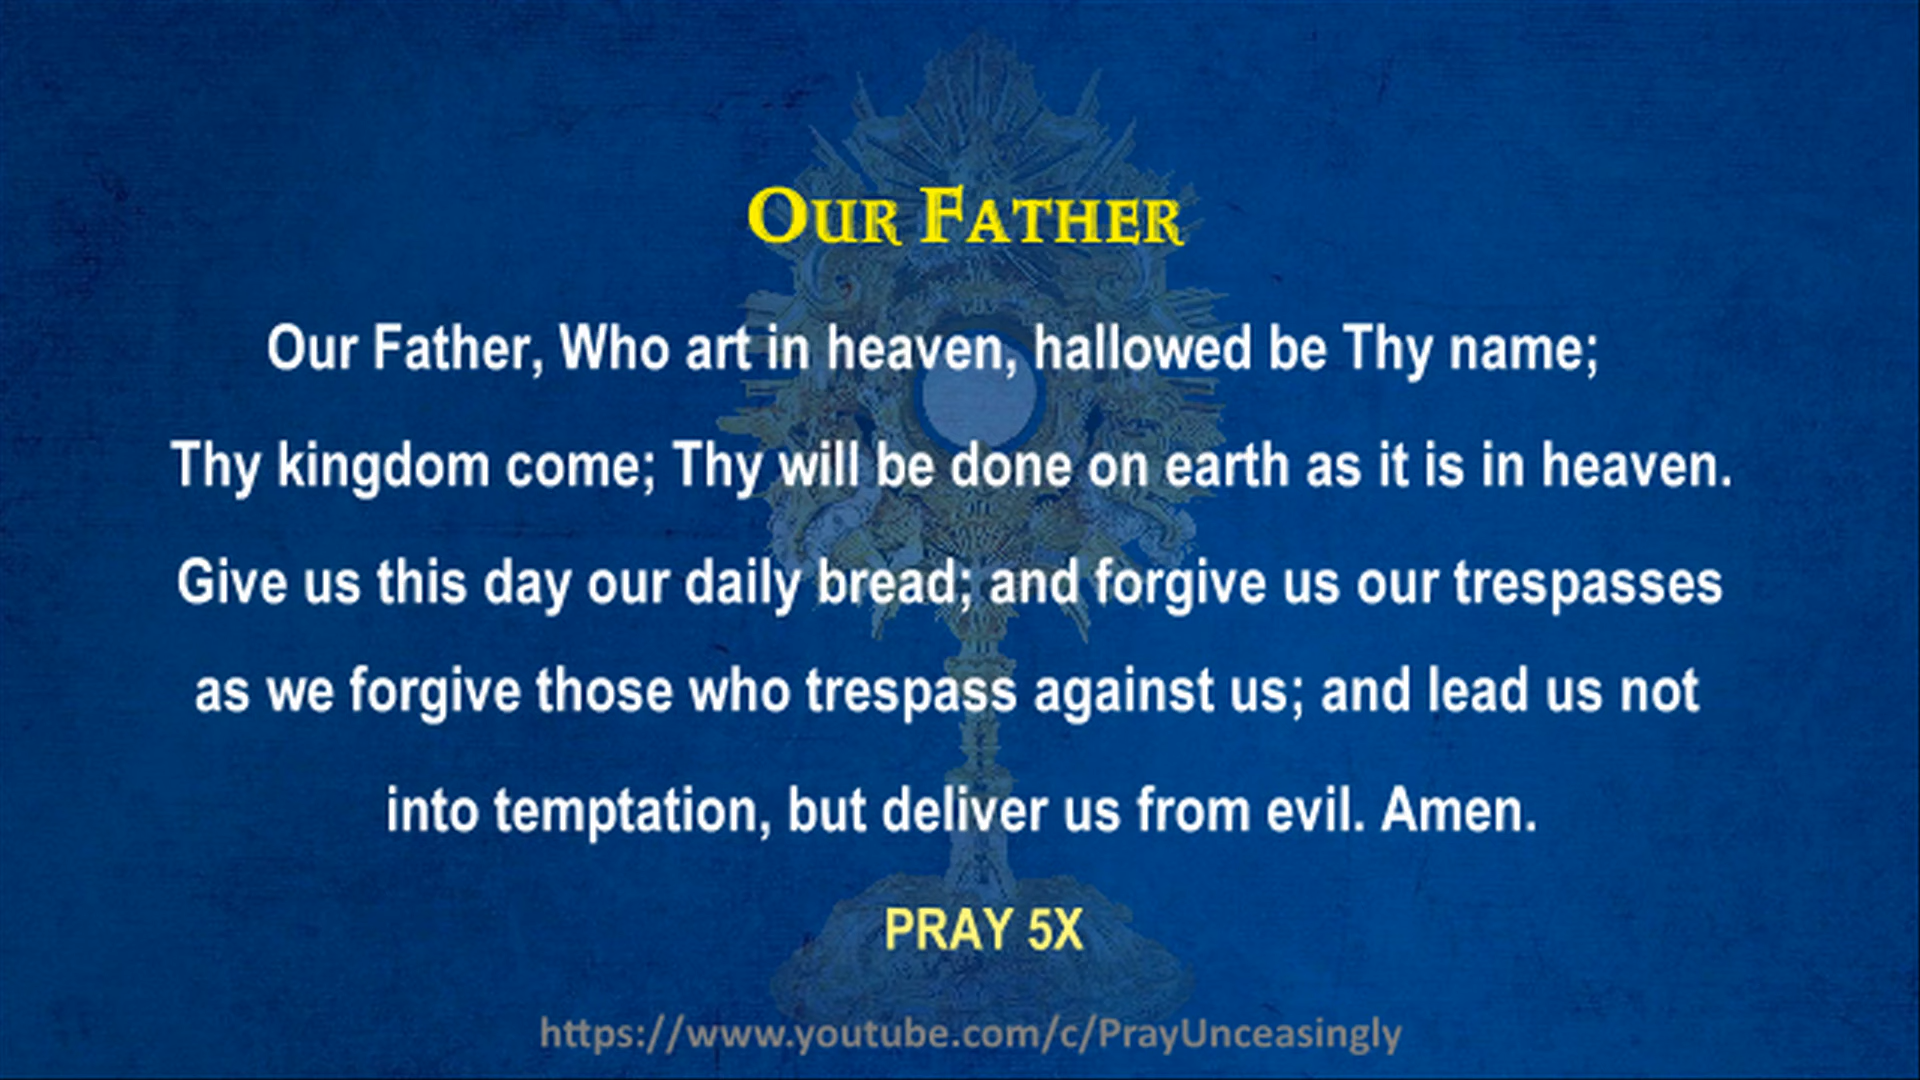 OUR FATHER
Our Father, Who art in heaven, hallowed be Thy name;
Thy kingdom come; Thy will be done on earth as it is in heaven.
Give us this day our daily bread; and forgive us our trespasses
as we forgive those who trespass against us; and lead us not
into temptation, but deliver us from evil. Amen.
PRAY 5X
https://www.youtube.com/c/PrayUnceasingly